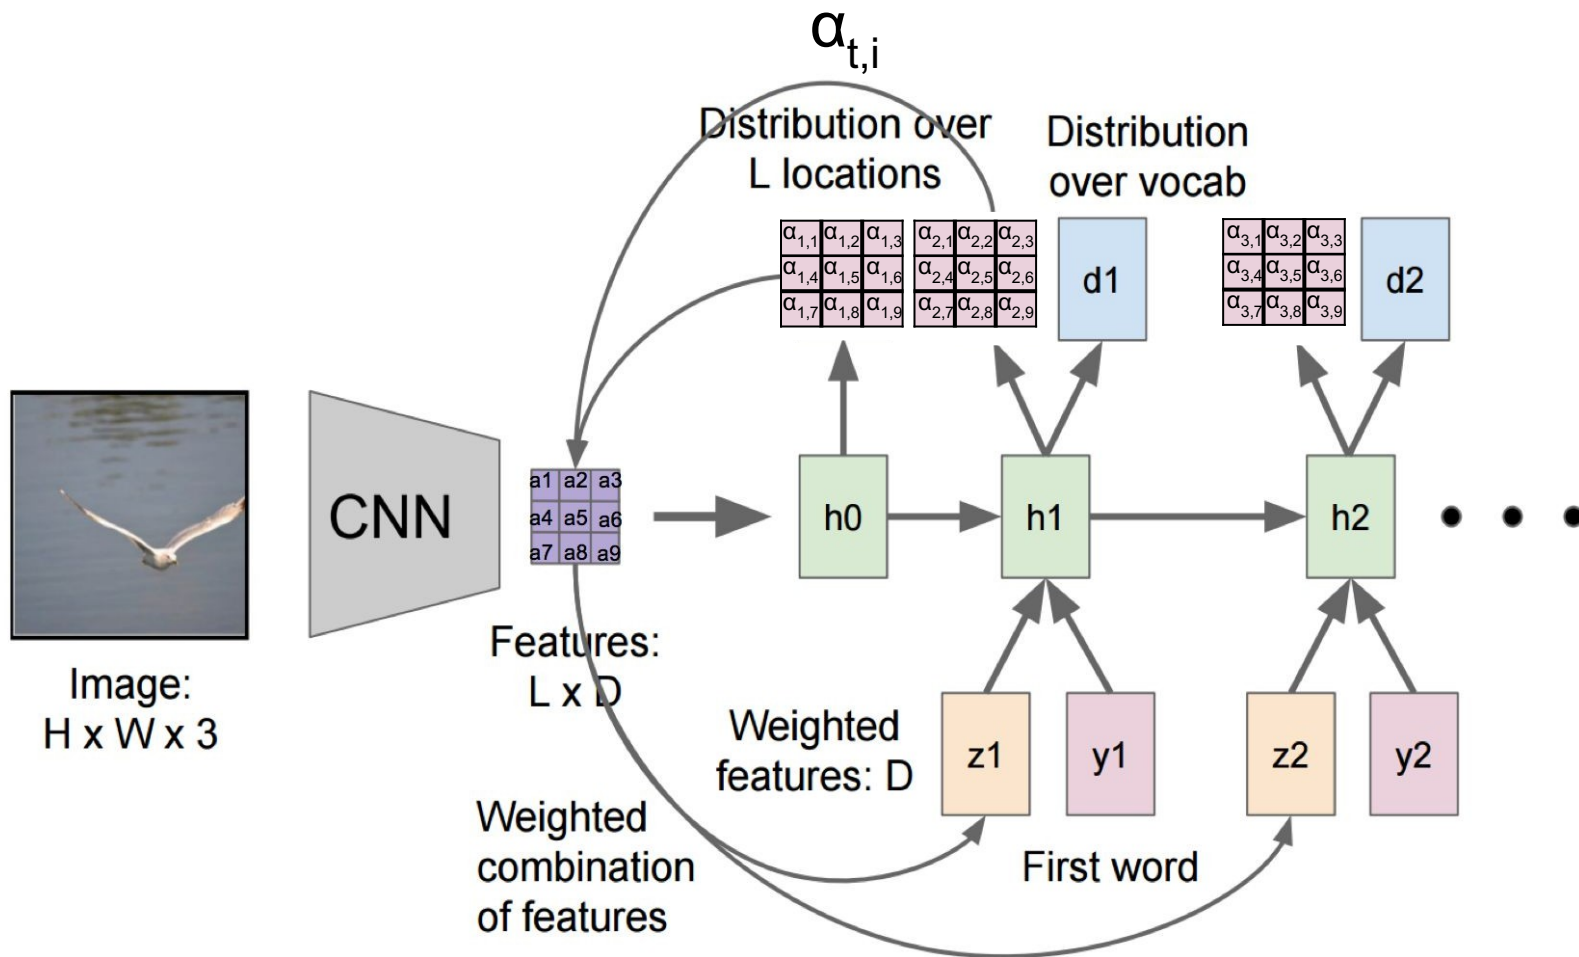 αt,i
Distribution over
L locations
Distribution
over vocab
α1,1 α1,2 α1,3
α1,4 α1,5 α1,6
α1,7 α1,8 α1,9
α2,1 α2,2 α2,3
α2,4 α2,5 α2,6
α2,7 α2,8 α2,9
d1
α3,1 α3,2 α3,3
α3,4 α3,5 α3,6
α3,7 α3,8 α3,9
d2
CNN
a1 a2 a3
a4 a5 a6
a7 a8 a9
h0
h1
h2
Image:
H x W x 3
Features:
L x D
Weighted
features: D
z1
y1
z2
y2
Weighted
combination
of features
First word